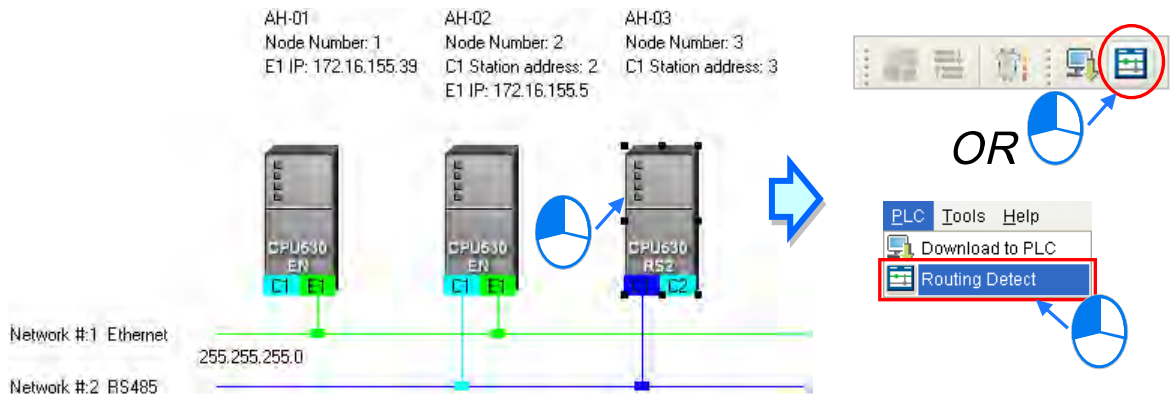 AH-01
Node Number: 1
E1 IP: 172.16.155.39
AH-02
Node Number: 2
C1 Station address: 2
E1 IP: 172.16.155.5
AH-03
Node Number: 3
C1 Station address: 3
CPU530
EN
C1 E1
CPU530
EN
C1 E1
CPU530
RS2
C1 C2
Network #:1 Ethernet
255.255.255.0
Network #:2 RS485
OR
PLC Tools Help
Download to PLC
Routing Detect